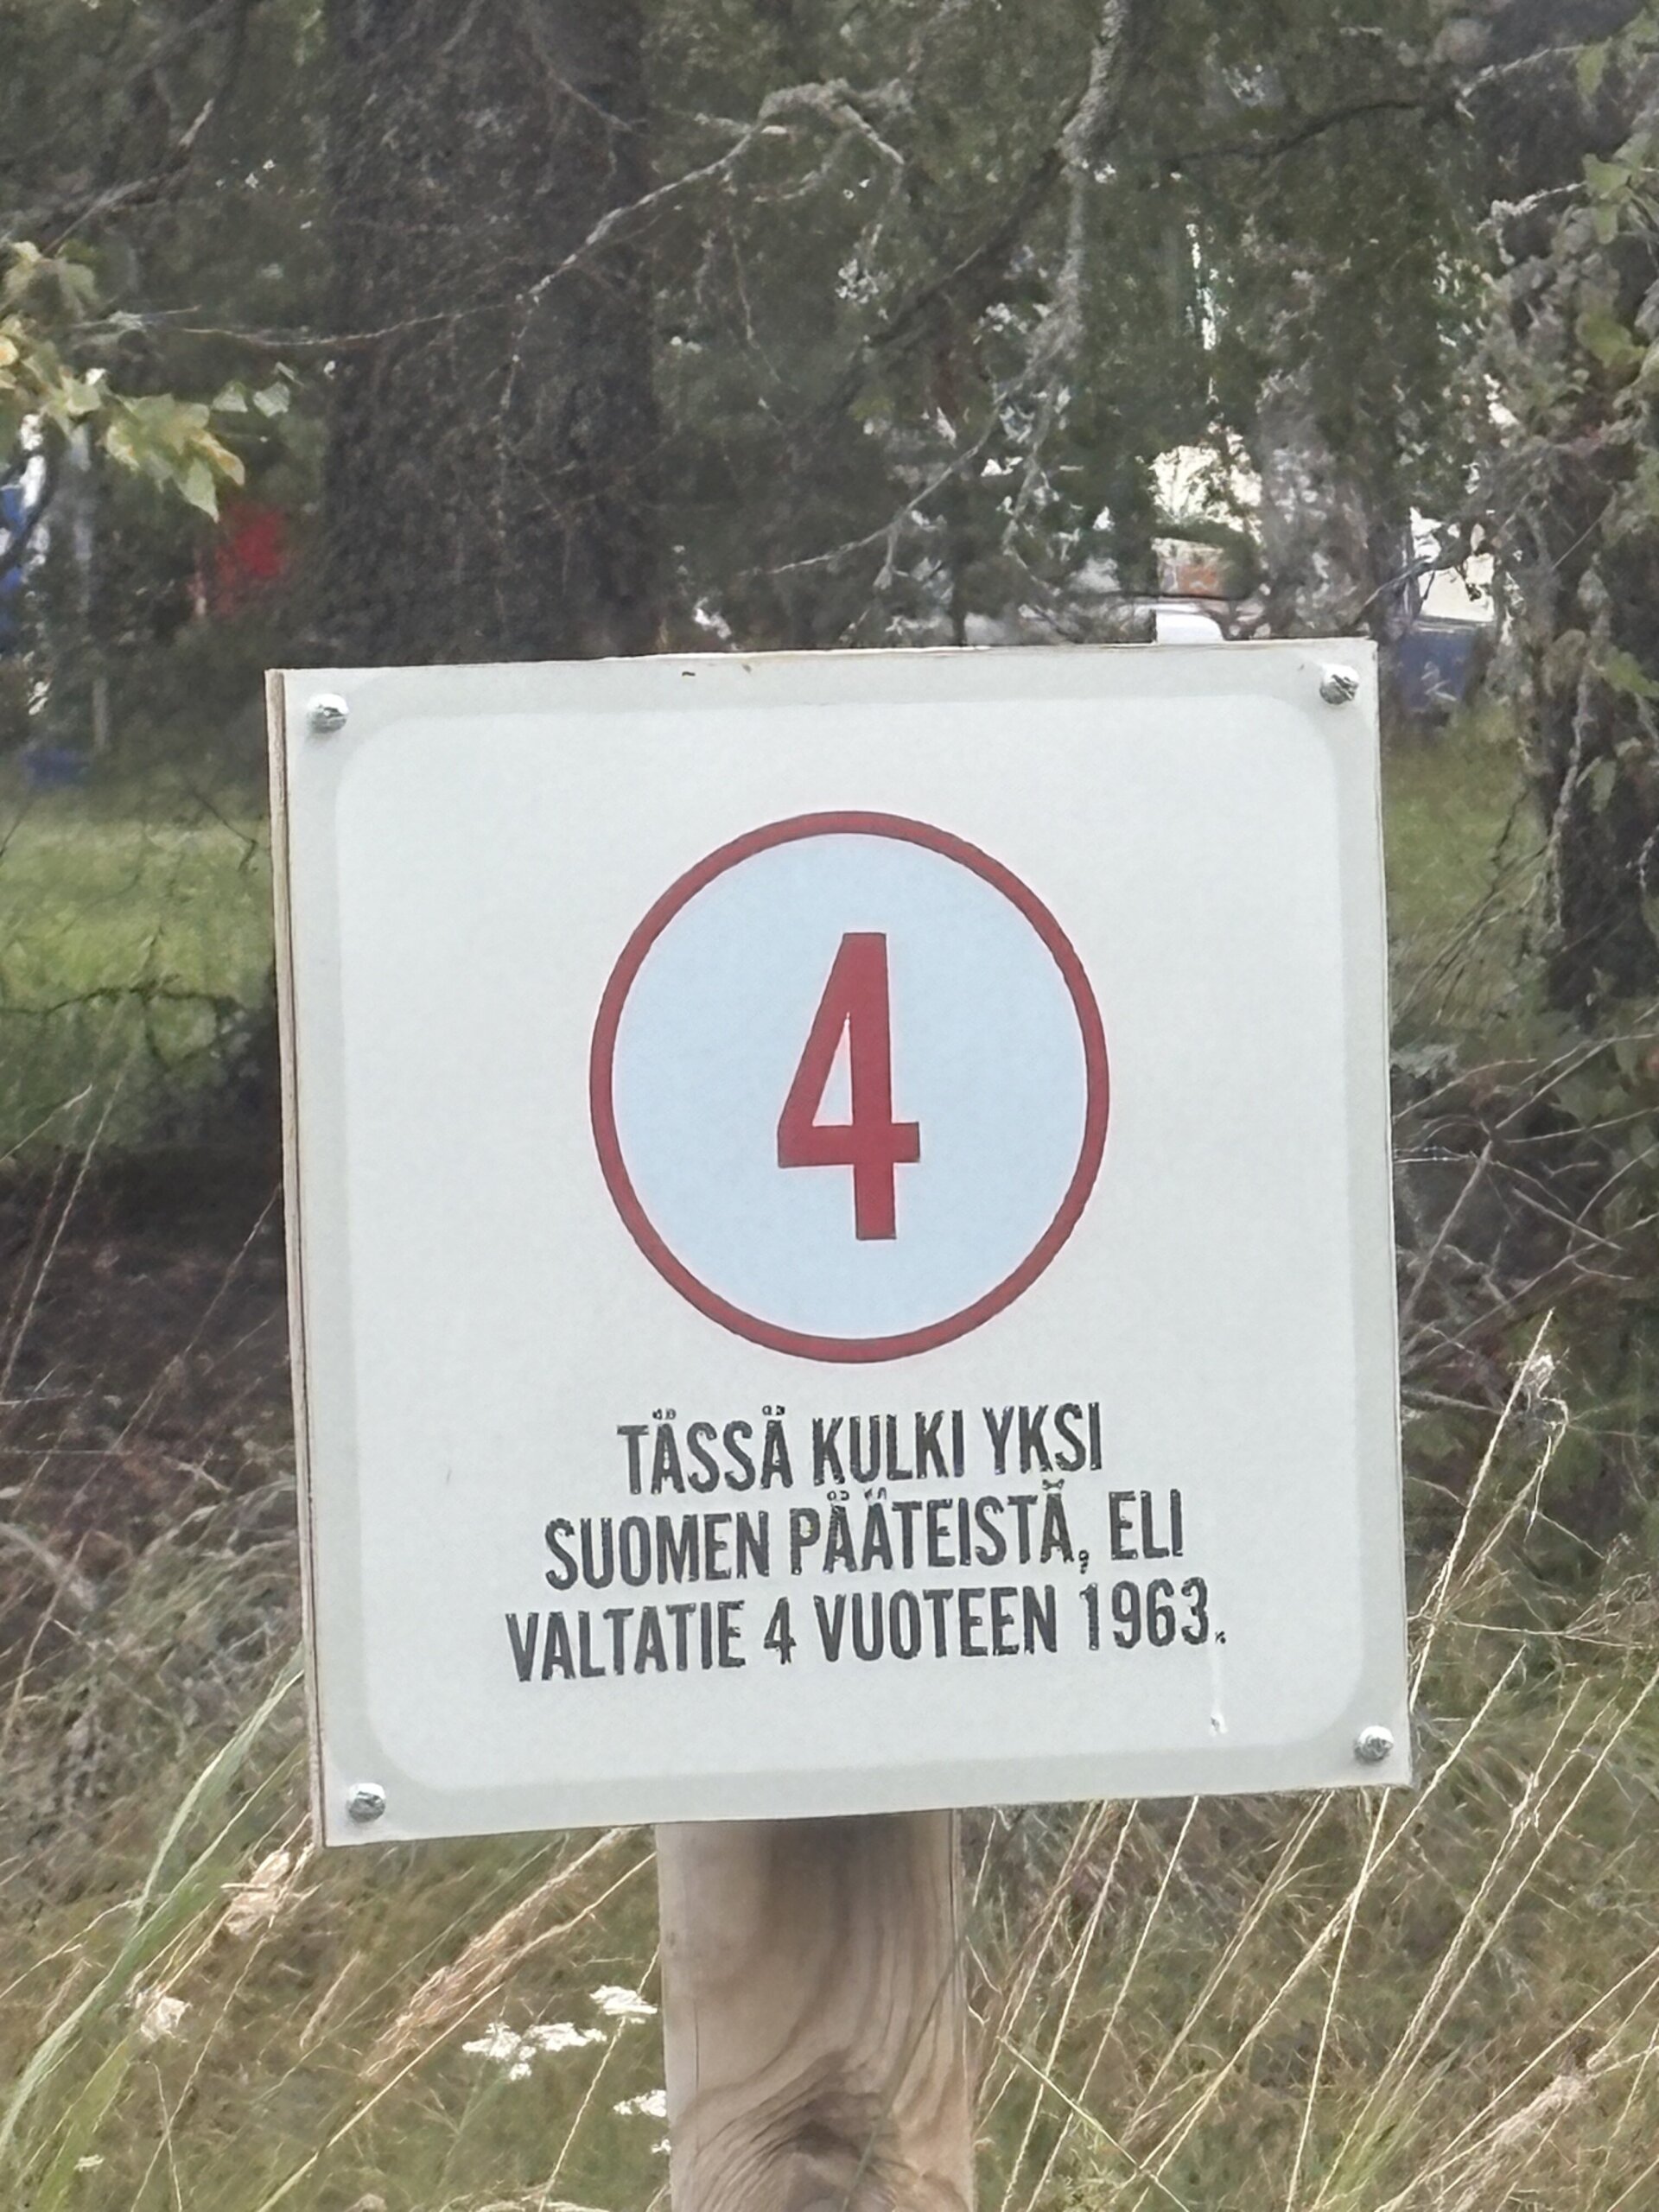 4
TÄSSÄ KULKI YKSI
SUOMEN PÄÄTEISTÄ, ELI
VALTATIE 4 VUOTEEN 1963.